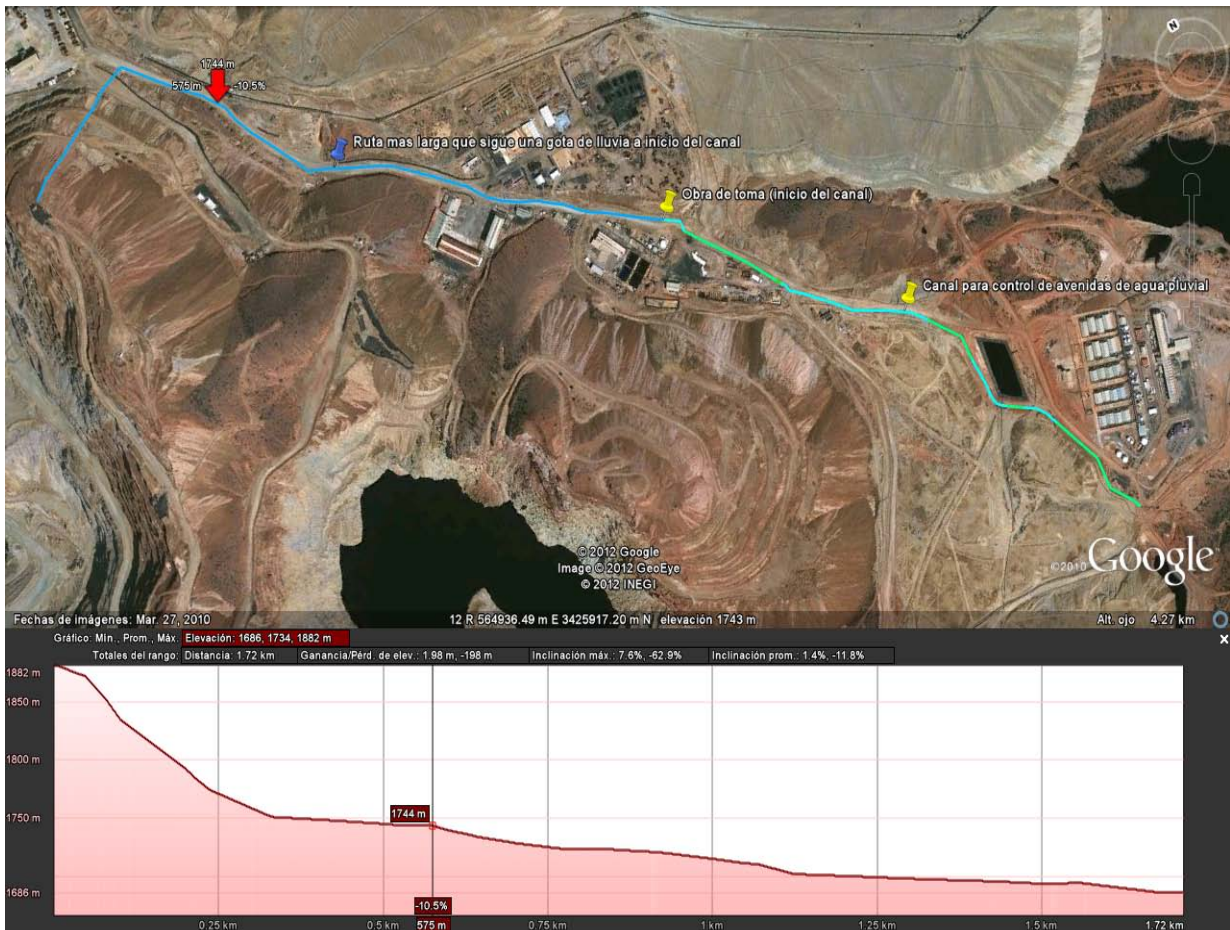 N
1744 m
575 m -10.5%
Ruta mas larga que sigue una gota de lluvia a inicio del canal
Obra de toma (inicio del canal)
Canal para control de avenidas de agua pluvial
© 2012 Google
Image © 2012 GeoEye
© 2012 INEGI
©2010 Google
Fechas de imágenes: Mar. 27, 2010 12 R 564936.49 m E 3425917.20 m N elevación 1743 m Alt. ojo 4.27 km
Gráfico: Mín., Prom., Máx. Elevación: 1686, 1734, 1882 m X
Totales del rango: Distancia: 1.72 km Ganancia/Pérd. de elev.: 1.98 m, -198 m Inclinación máx.: 7.6%, -62.9% Inclinación prom.: 1.4%, -11.8%
1882 m
1850 m
1800 m
1750 m
1744 m
1686 m
-10.5%
0.25 km 0.5 km 575 m 0.75 km 1 km 1.25 km 1.5 km 1.72 km